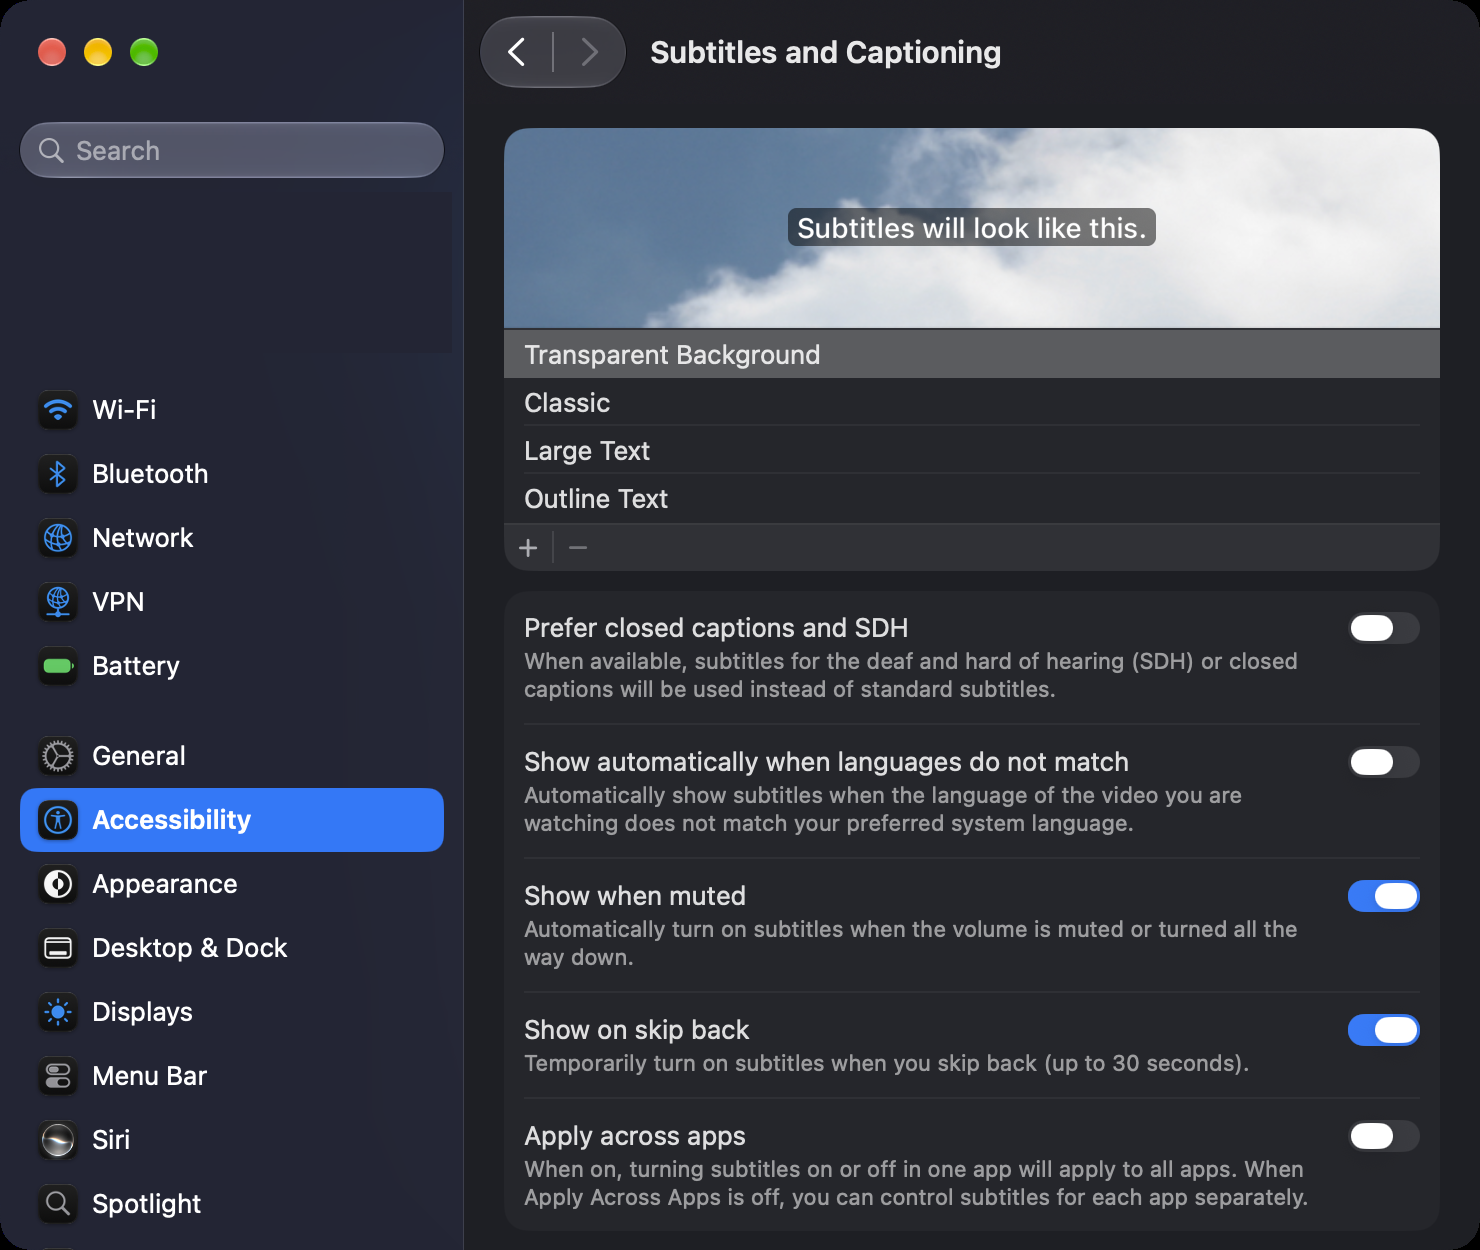 Search
Wi-Fi
Bluetooth
Network
VPN
Battery
General
Accessibility
Appearance
Desktop & Dock
Displays
Menu Bar
Siri
Spotlight
Subtitles and Captioning
Subtitles will look like this.
Transparent Background
Classic
Large Text
Outline Text
Prefer closed captions and SDH
When available, subtitles for the deaf and hard of hearing (SDH) or closed
captions will be used instead of standard subtitles.
Show automatically when languages do not match
Automatically show subtitles when the language of the video you are
watching does not match your preferred system language.
Show when muted
Automatically turn on subtitles when the volume is muted or turned all the
way down.
Show on skip back
Temporarily turn on subtitles when you skip back (up to 30 seconds).
Apply across apps
When on, turning subtitles on or off in one app will apply to all apps. When
Apply Across Apps is off, you can control subtitles for each app separately.